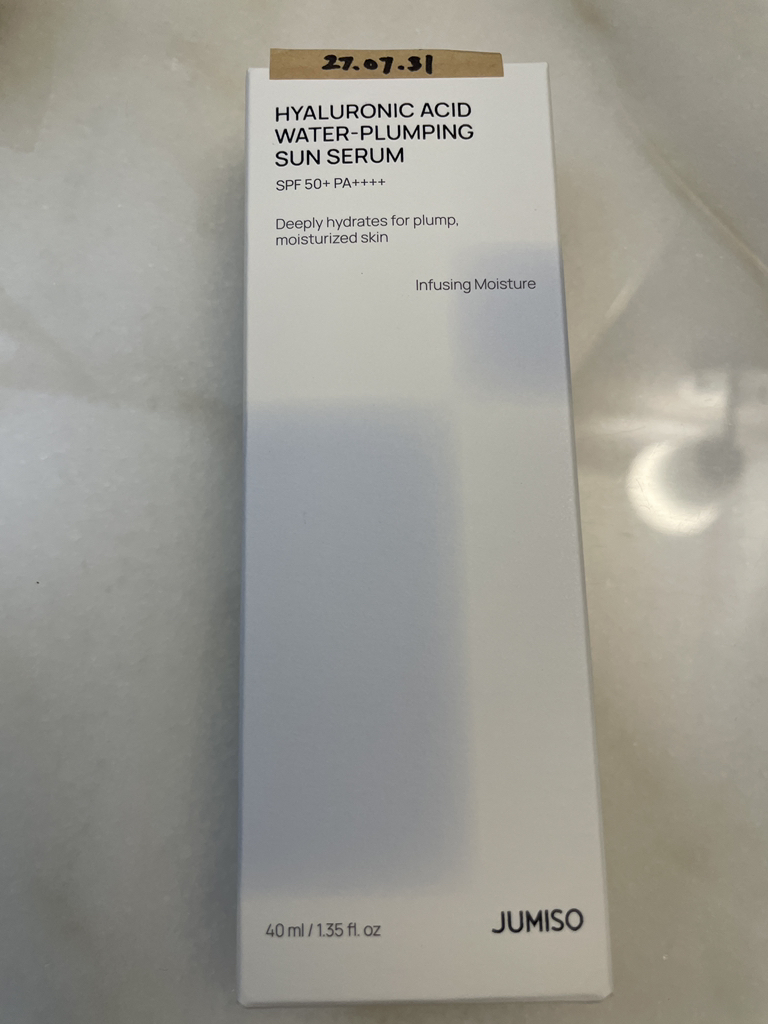 27.07.31
HYALURONIC ACID
WATER-PLUMPING
SUN SERUM
SPF 50+ PA++++
Deeply hydrates for plump,
moisturized skin
Infusing Moisture
40 ml / 1.35 fl. oz
JUMISO